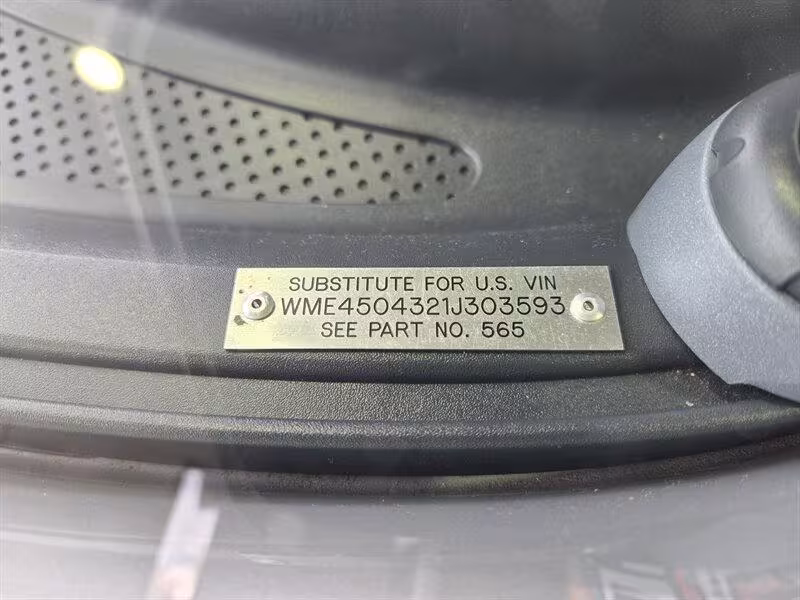 SUBSTITUTE FOR U.S. VIN
WME4504321J303593
SEE PART NO. 565